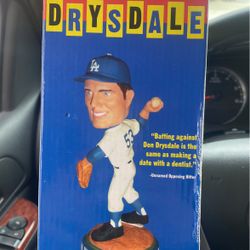 DRYSDALE
LA
53
"Batting against
Don Drysdale is the
same as making a
date with a dentist."
-Unnamed Opposing Hitter